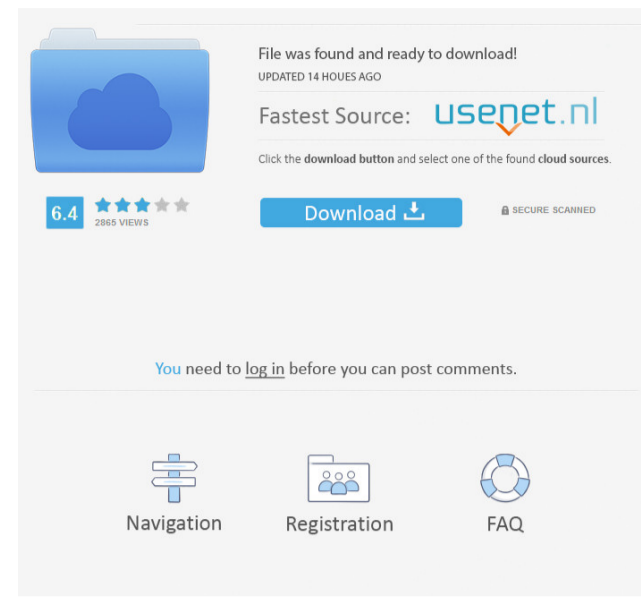 File was found and ready to download!
UPDATED 14 HOUES AGO
Fastest Source: usenet.nl
Click the download button and select one of the found cloud sources.
6.4
2865 VIEWS
Download
SECURE SCANNED
You need to log in before you can post comments.
Navigation
Registration
FAQ